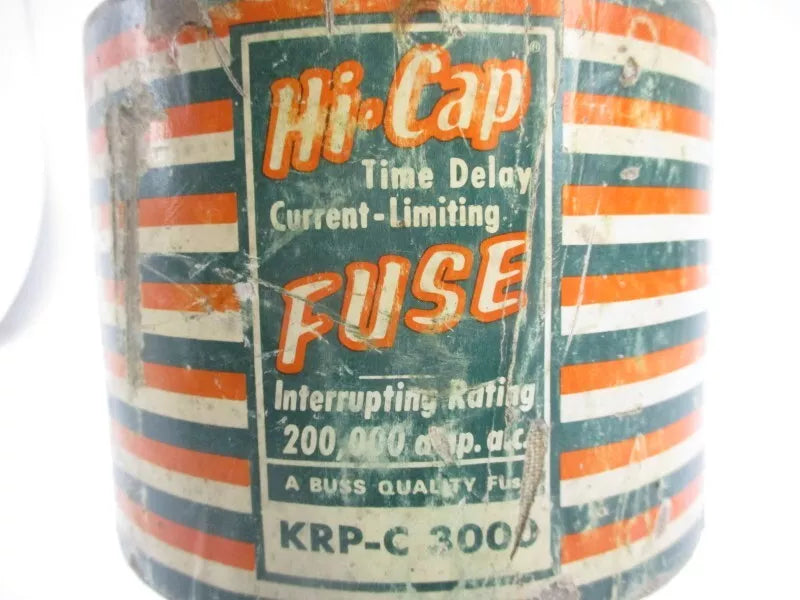 Hi-Cap®
Time Delay
Current-Limiting
FUSE
Interrupting Rating
200,000 amp. a.c.
A BUSS QUALITY FUSE
KRP-C 3000